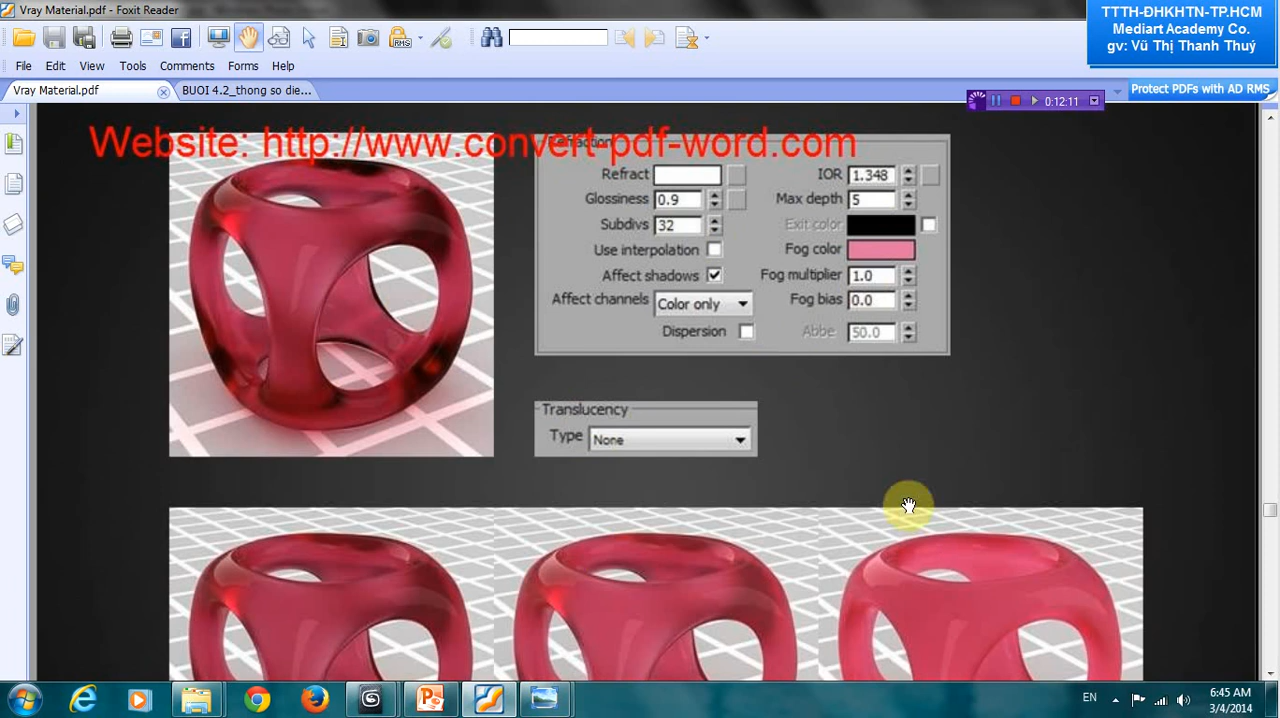 Vray Material.pdf - Foxit Reader
TTTH-ĐHKHTN-TP.HCM
Mediart Academy Co.
gv: Vũ Thị Thanh Thuý
RMS
File Edit View Tools Comments Forms Help
Vray Material.pdf
BUOI 4.2_thong so die...
Protect PDFs with AD RMS
0:12:11
Website: http://www.convert-pdf-word.com
Refraction
Refract
IOR 1.348
Glossiness 0.9
Max depth 5
Subdivs 32
Exit color
Use interpolation
Fog color
Affect shadows
Fog multiplier 1.0
Affect channels Color only
Fog bias 0.0
Dispersion
Abbe 50.0
Translucency
Type None
EN
6:45 AM
3/4/2014